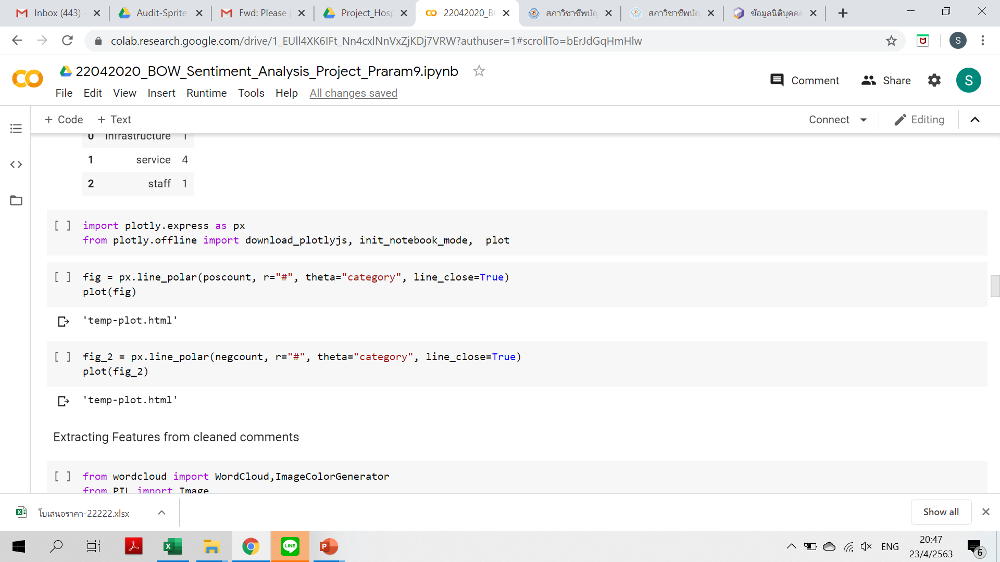 Inbox (443) -
Audit-Sprite
Fwd: Please j
Project_Hosp
22042020_BO
สภาวิชาชีพบัญ
สภาวิชาชีพบัญ
ข้อมูลนิติบุคคล
colab.research.google.com/drive/1_EUll4XK6IFt_Nn4cxlNnVxZjKDj7VRW?authuser=1#scrollTo=bErJdGqHmHlw
S
22042020_BOW_Sentiment_Analysis_Project_Praram9.ipynb
Comment
Share
S
File Edit View Insert Runtime Tools Help All changes saved
+ Code + Text
Connect
Editing
0 infrastructure 1
1 service 4
2 staff 1
[ ] import plotly.express as px
from plotly.offline import download_plotlyjs, init_notebook_mode,  plot
[ ] fig = px.line_polar(poscount, r="#", theta="category", line_close=True)
plot(fig)
'temp-plot.html'
[ ] fig_2 = px.line_polar(negcount, r="#", theta="category", line_close=True)
plot(fig_2)
'temp-plot.html'
Extracting Features from cleaned comments
[ ] from wordcloud import WordCloud,ImageColorGenerator
from PIL import Image
ใบเสนอราคา-22222.xlsx
Show all
LINE
ENG
20:47
23/4/2563
6